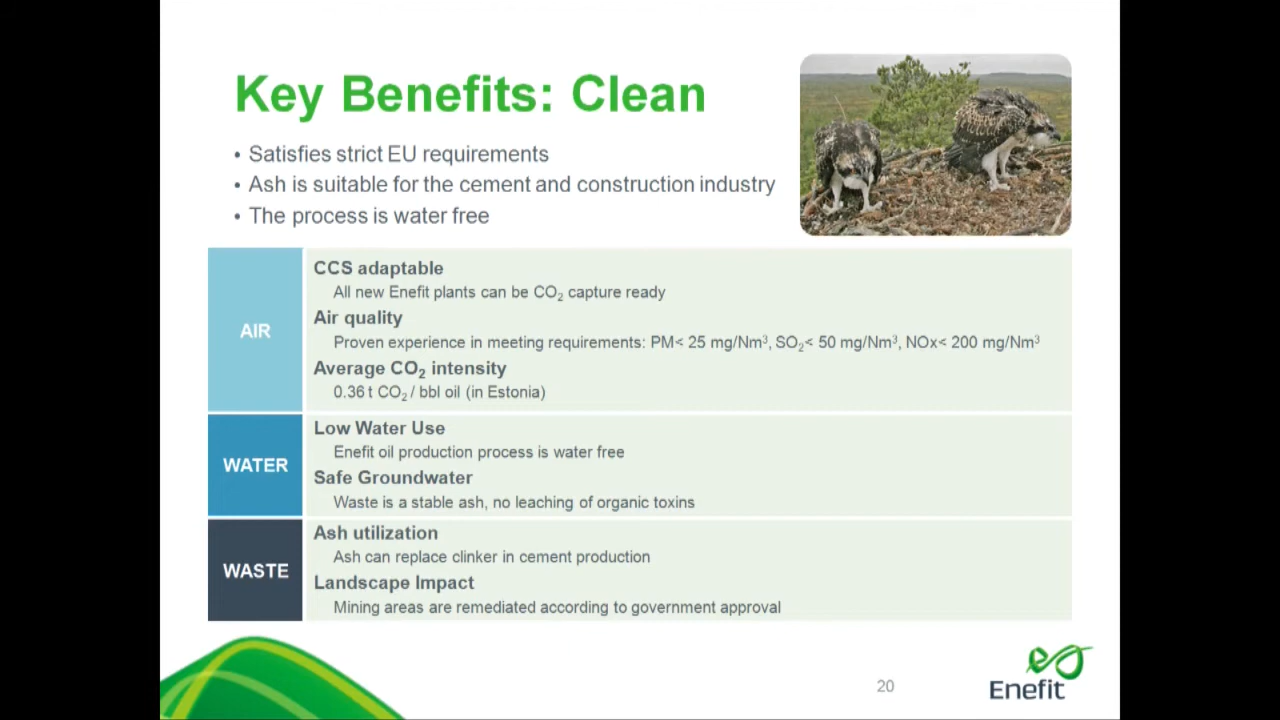 Key Benefits: Clean
• Satisfies strict EU requirements
• Ash is suitable for the cement and construction industry
• The process is water free
AIR
CCS adaptable
All new Enefit plants can be CO₂ capture ready
Air quality
Proven experience in meeting requirements: PM< 25 mg/Nm³, SO₂< 50 mg/Nm³, NOx< 200 mg/Nm³
Average CO₂ intensity
0.36 t CO₂ / bbl oil (in Estonia)
WATER
Low Water Use
Enefit oil production process is water free
Safe Groundwater
Waste is a stable ash, no leaching of organic toxins
WASTE
Ash utilization
Ash can replace clinker in cement production
Landscape Impact
Mining areas are remediated according to government approval
20
Enefit